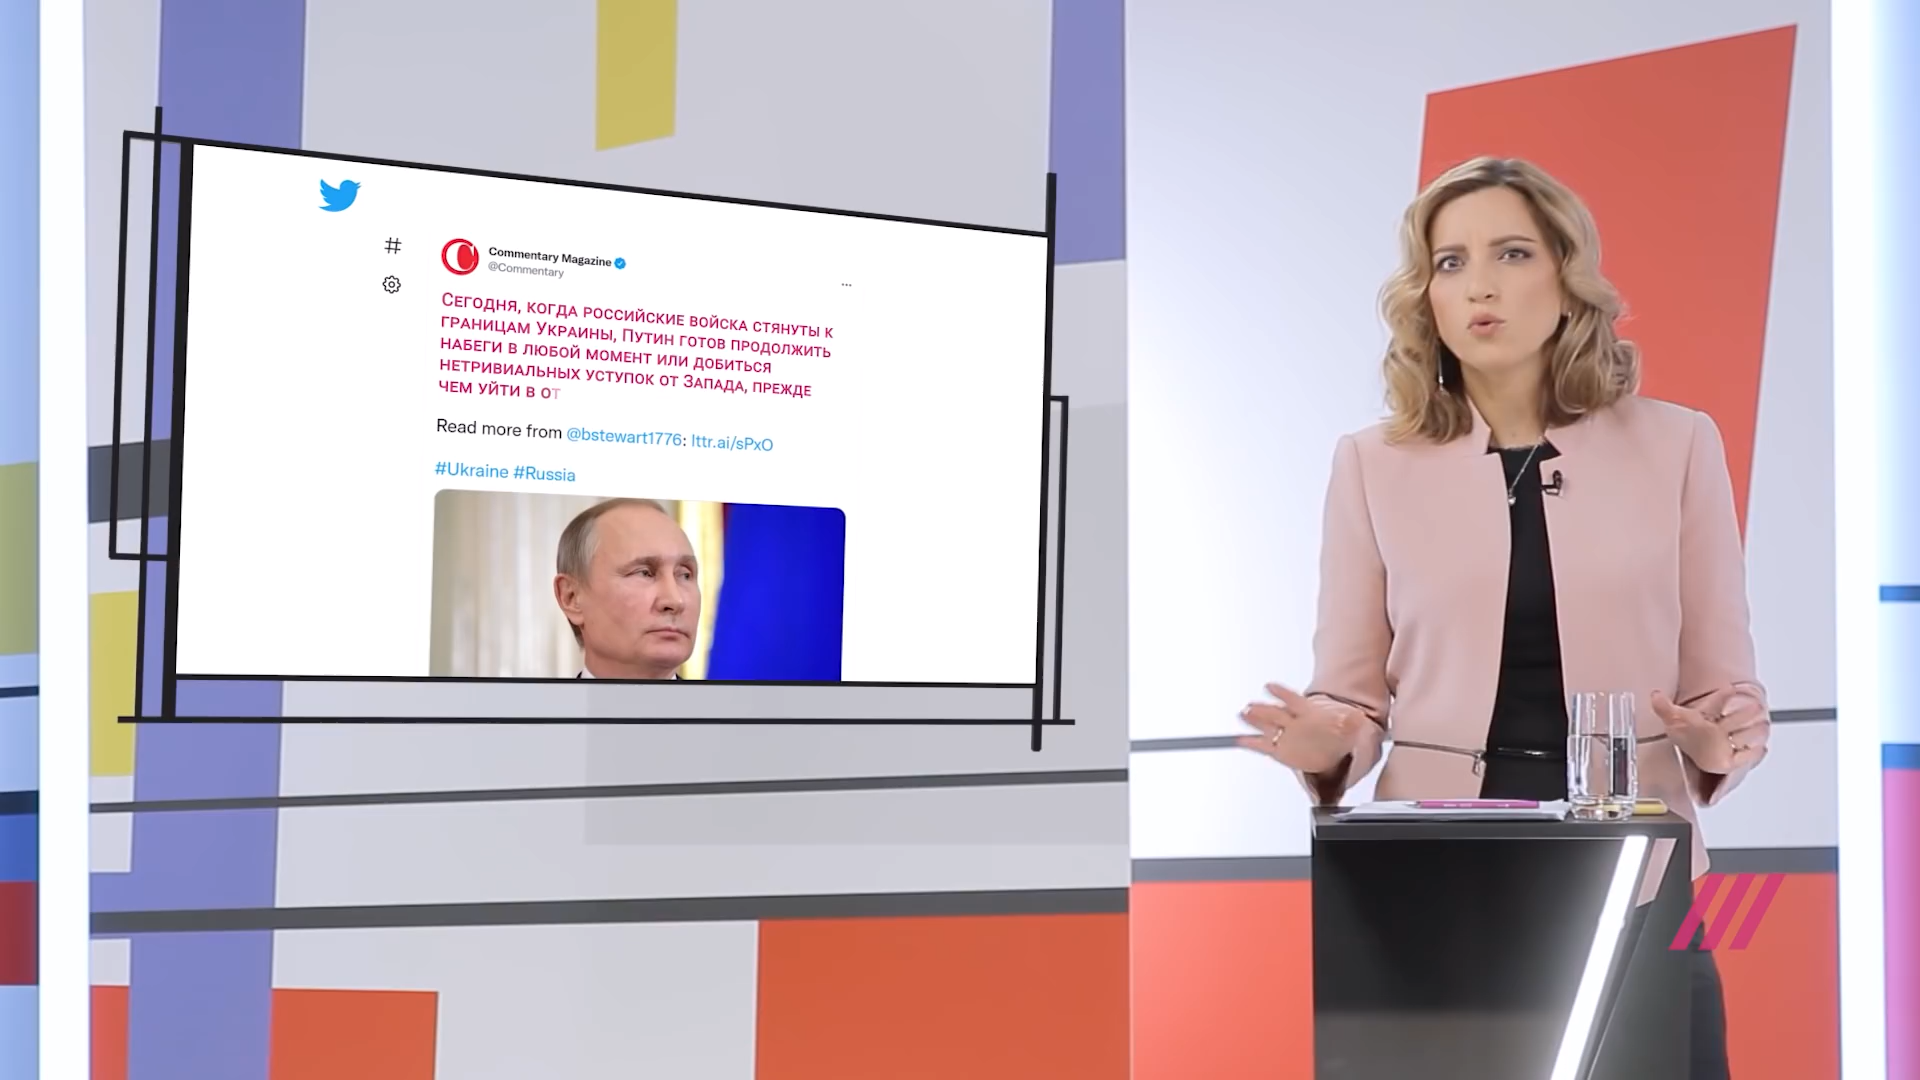 Commentary Magazine
@Commentary
Сегодня, когда российские войска стянуты к
границам Украины, Путин готов продолжить
набеги в любой момент или добиться
нетривиальных уступок от Запада, прежде
чем уйти в от
Read more from @bstewart1776: lttr.ai/sPxO
#Ukraine #Russia